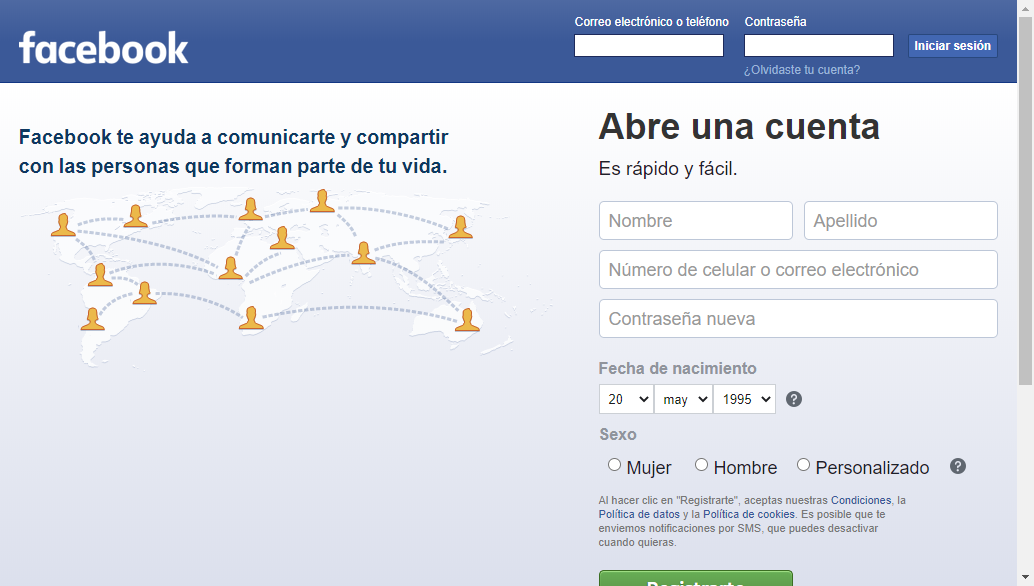 facebook
Correo electrónico o teléfono
Contraseña
Iniciar sesión
¿Olvidaste tu cuenta?
Facebook te ayuda a comunicarte y compartir
con las personas que forman parte de tu vida.
Abre una cuenta
Es rápido y fácil.
Nombre
Apellido
Número de celular o correo electrónico
Contraseña nueva
Fecha de nacimiento
20 may 1995 ?
Sexo
Mujer Hombre Personalizado ?
Al hacer clic en "Registrarte", aceptas nuestras Condiciones, la
Política de datos y la Política de cookies. Es posible que te
enviemos notificaciones por SMS, que puedes desactivar
cuando quieras.
Registrarte